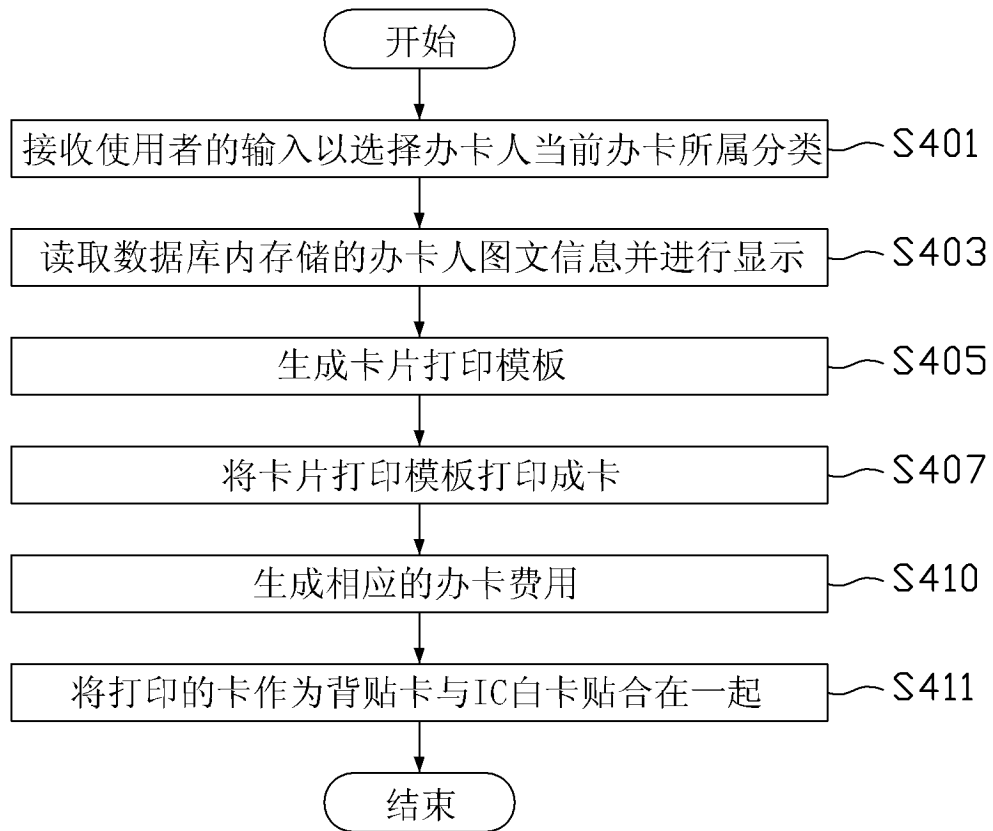 开始
接收使用者的输入以选择办卡人当前办卡所属分类
S401
读取数据库内存储的办卡人图文信息并进行显示
S403
生成卡片打印模板
S405
将卡片打印模板打印成卡
S407
生成相应的办卡费用
S410
将打印的卡作为背贴卡与IC白卡贴合在一起
S411
结束